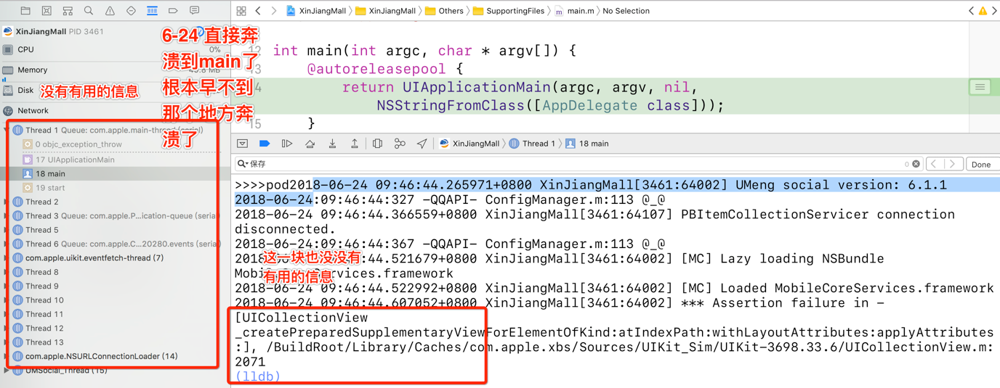 XinJiangMall 〉 XinJiangMall 〉 Others 〉 SupportingFiles 〉 main.m 〉 No Selection
XinJiangMall PID 3461
CPU 0%
Memory
Disk
Network
6-24 直接奔
溃到main了
根本早不到
那个地方奔
溃了
没有有用的信息
Thread 1 Queue: com.apple.main-thread (serial)
0 objc_exception_throw
17 UIApplicationMain
18 main
19 start
Thread 2
Thread 3 Queue: com.apple.P...ication-queue (serial)
Thread 5
Thread 6 Queue: com.apple.C...20280.events (serial)
com.apple.uikit.eventfetch-thread (7)
Thread 8
Thread 9
Thread 10
Thread 11
Thread 12
Thread 13
com.apple.NSURLConnectionLoader (14)
UMSocial_Thread (15)
int main(int argc, char * argv[]) {
13 @autoreleasepool {
return UIApplicationMain(argc, argv, nil,
NSStringFromClass([AppDelegate class]));
15 }
XinJiangMall 〉 Thread 1 〉 18 main
保存 0 Done
>>>>pod2018-06-24 09:46:44.265971+0800 XinJiangMall[3461:64002] UMeng social version: 6.1.1
2018-06-24:09:46:44:327 -QQAPI- ConfigManager.m:113 @_@
2018-06-24 09:46:44.366559+0800 XinJiangMall[3461:64107] PBItemCollectionServicer connection
disconnected.
2018-06-24:09:46:44:367 -QQAPI- ConfigManager.m:113 @_@
2018-06-24 09:46:44.521679+0800 XinJiangMall[3461:64002] [MC] Lazy loading NSBundle
MobileCoreServices.framework
2018-06-24 09:46:44.522992+0800 XinJiangMall[3461:64002] [MC] Loaded MobileCoreServices.framework
2018-06-24 09:46:44.607052+0800 XinJiangMall[3461:64002] *** Assertion failure in -
[UICollectionView
_createPreparedSupplementaryViewForElementOfKind:atIndexPath:withLayoutAttributes:applyAttributes
:], /BuildRoot/Library/Caches/com.apple.xbs/Sources/UIKit_Sim/UIKit-3698.33.6/UICollectionView.m:
2071
(lldb)
这一块也没没有
有用的信息